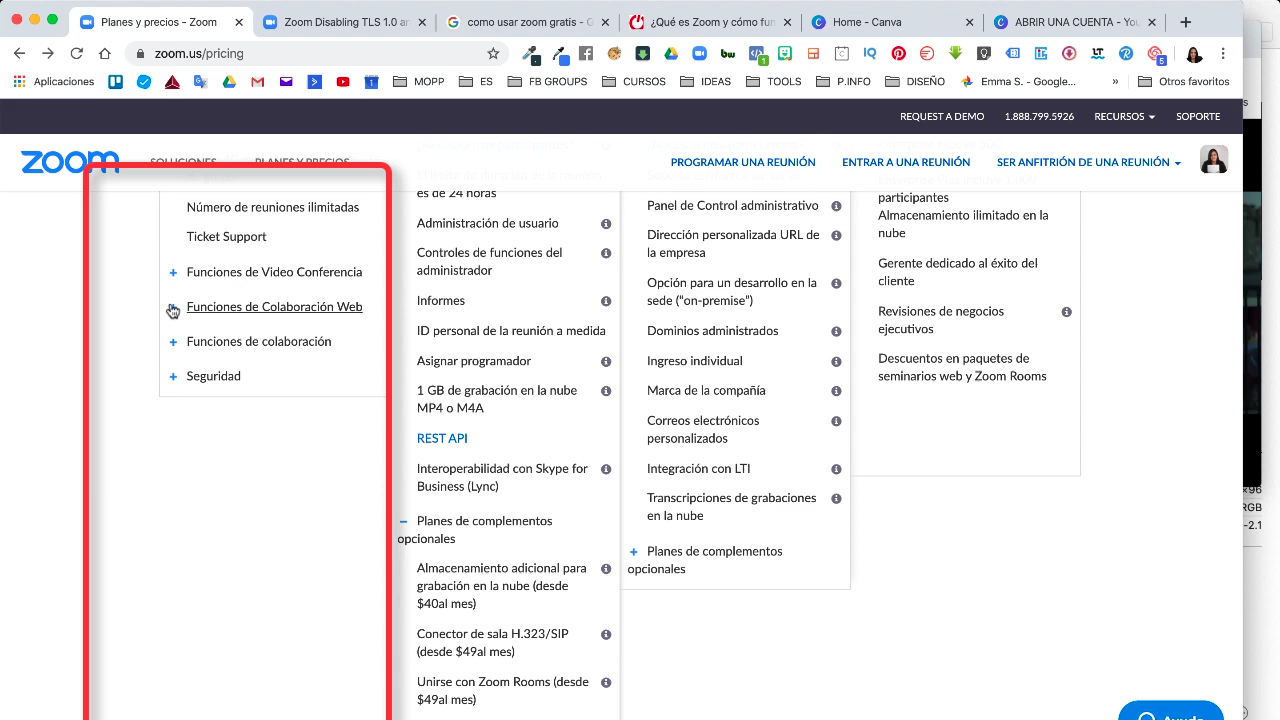 Planes y precios - Zoom
Zoom Disabling TLS 1.0 ar
como usar zoom gratis - G
¿Qué es Zoom y cómo fun
Home - Canva
ABRIR UNA CUENTA - You
zoom.us/pricing
Aplicaciones
MOPP
ES
FB GROUPS
CURSOS
IDEAS
TOOLS
P.INFO
DISEÑO
Emma S. - Google...
»
Otros favoritos
REQUEST A DEMO
1.888.799.5926
RECURSOS
SOPORTE
zoom
SOLUCIONES
PLANES Y PRECIOS
PROGRAMAR UNA REUNIÓN
ENTRAR A UNA REUNIÓN
SER ANFITRIÓN DE UNA REUNIÓN
Número de reuniones ilimitadas
Ticket Support
+ Funciones de Video Conferencia
Funciones de Colaboración Web
+ Funciones de colaboración
+ Seguridad
es de 24 horas
Administración de usuario
Controles de funciones del
administrador
Informes
ID personal de la reunión a medida
Asignar programador
1 GB de grabación en la nube
MP4 o M4A
REST API
Interoperabilidad con Skype for
Business (Lync)
− Planes de complementos
opcionales
Almacenamiento adicional para
grabación en la nube (desde
$40al mes)
Conector de sala H.323/SIP
(desde $49al mes)
Unirse con Zoom Rooms (desde
$49al mes)
Panel de Control administrativo
Dirección personalizada URL de
la empresa
Opción para un desarrollo en la
sede (“on-premise”)
Dominios administrados
Ingreso individual
Marca de la compañía
Correos electrónicos
personalizados
Integración con LTI
Transcripciones de grabaciones
en la nube
+ Planes de complementos
opcionales
participantes
Almacenamiento ilimitado en la
nube
Gerente dedicado al éxito del
cliente
Revisiones de negocios
ejecutivos
Descuentos en paquetes de
seminarios web y Zoom Rooms
×96
RGB
-2.1
Ayuda